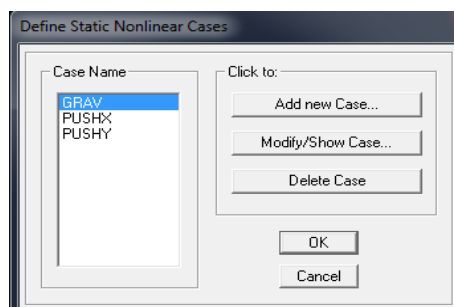 Define Static Nonlinear Cases
Case Name
GRAV
PUSHX
PUSHY
Click to:
Add new Case...
Modify/Show Case...
Delete Case
OK
Cancel